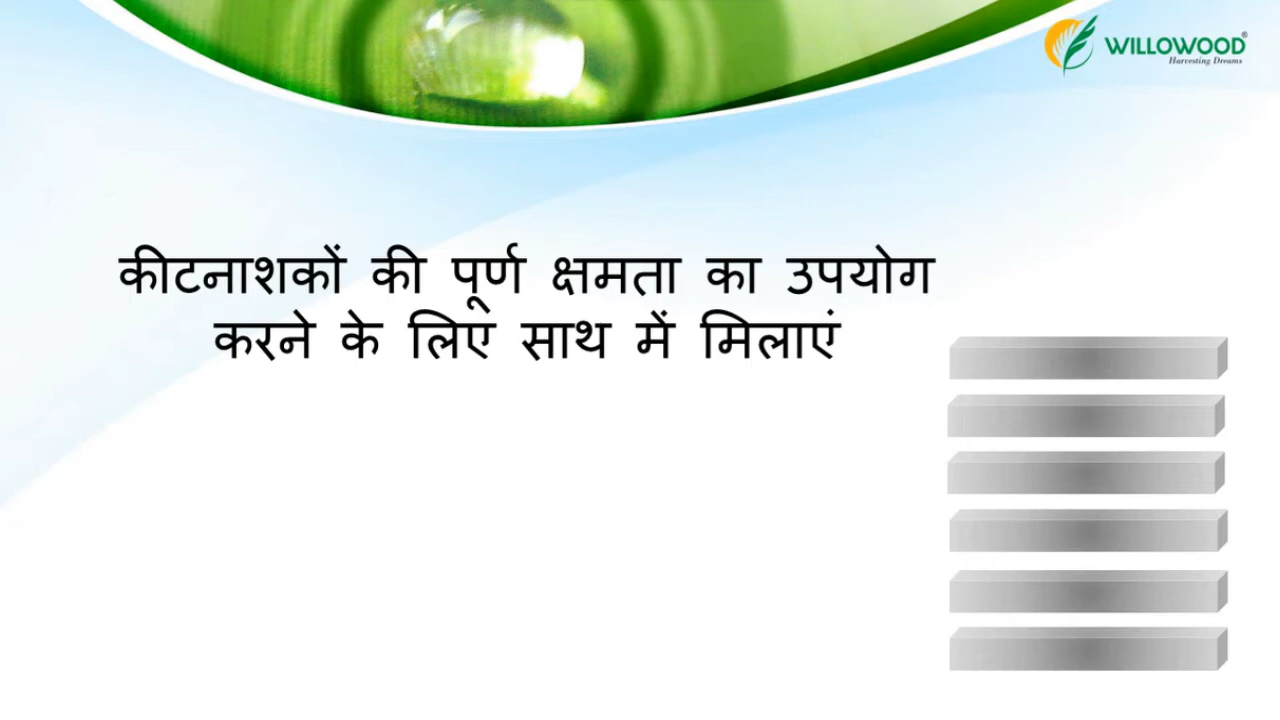 WILLOWOOD®
Harvesting Dreams
कीटनाशकों की पूर्ण क्षमता का उपयोग
करने के लिए साथ में मिलाएं